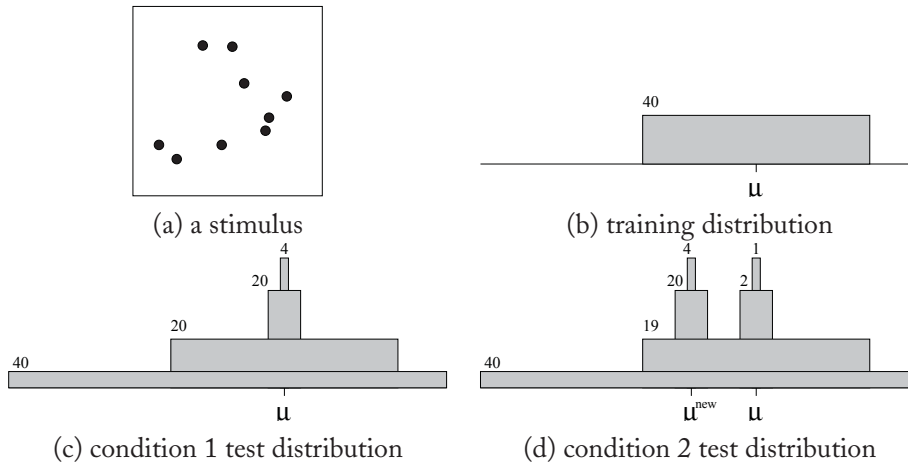 40
μ
(a) a stimulus
(b) training distribution
4
20
20
40
μ
4
1
20
2
19
40
μnew
μ
(c) condition 1 test distribution
(d) condition 2 test distribution